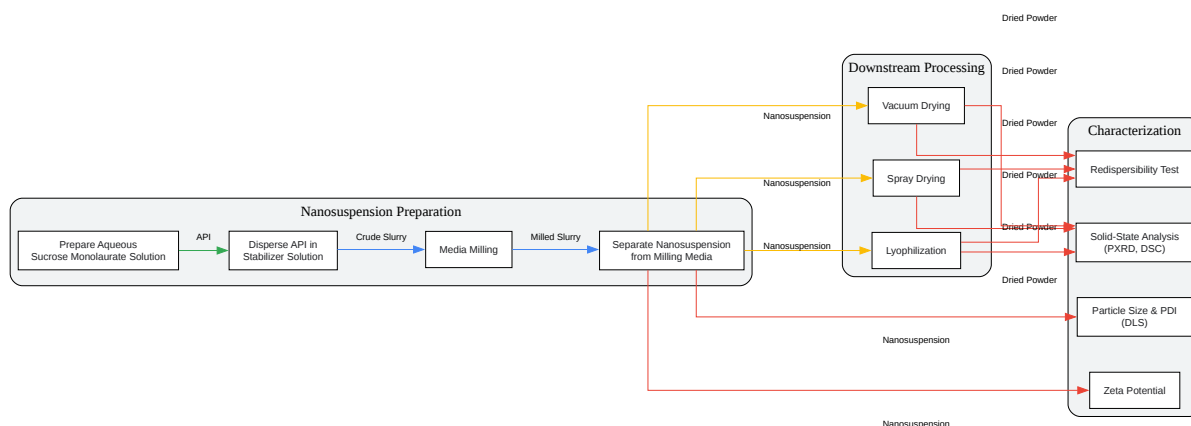 Dried Powder
Dried Powder
Downstream Processing
Vacuum Drying
Nanosuspension
Dried Powder
Characterization
Redispersibility Test
Dried Powder
Spray Drying
Nanosuspension
Nanosuspension Preparation
Dried Powder
Prepare Aqueous
Sucrose Monolaurate Solution
API
Disperse API in
Stabilizer Solution
Crude Slurry
Media Milling
Milled Slurry
Separate Nanosuspension
from Milling Media
Nanosuspension
Lyophilization
Solid-State Analysis
(PXRD, DSC)
Dried Powder
Particle Size & PDI
(DLS)
Nanosuspension
Zeta Potential
Nanosuspension